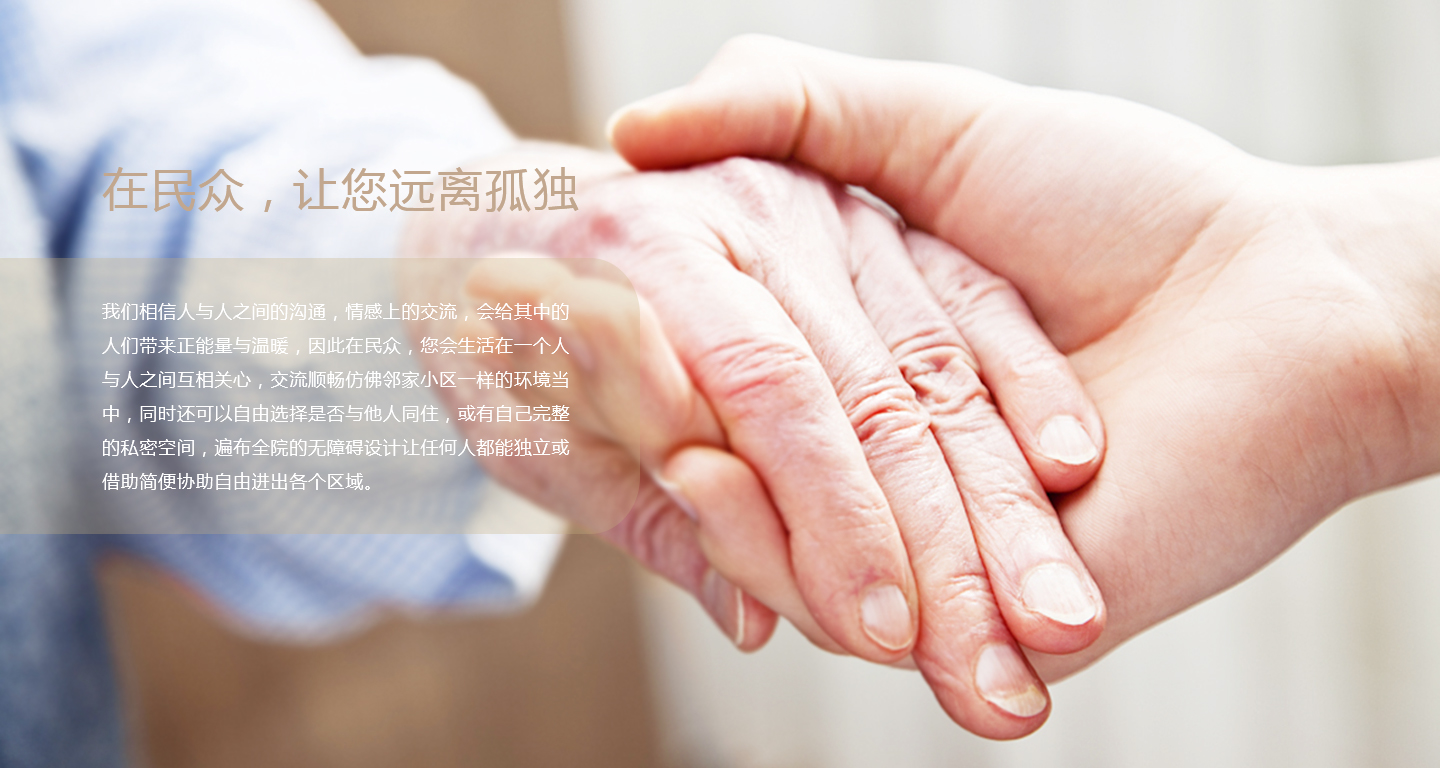 在民众，让您远离孤独
我们相信人与人之间的沟通，情感上的交流，会给其中的
人们带来正能量与温暖，因此在民众，您会生活在一个人
与人之间互相关心，交流顺畅仿佛邻家小区一样的环境当
中，同时还可以自由选择是否与他人同住，或有自己完整
的私密空间，遍布全院的无障碍设计让任何人都能独立或
借助简便协助自由进出各个区域。